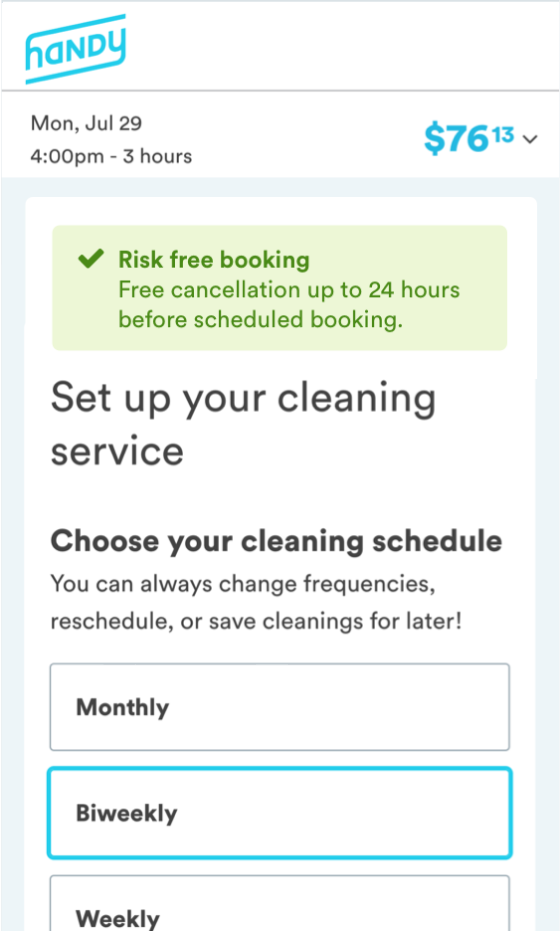 HANDY
Mon, Jul 29
4:00pm - 3 hours
$76 13
Risk free booking
Free cancellation up to 24 hours
before scheduled booking.
Set up your cleaning
service
Choose your cleaning schedule
You can always change frequencies,
reschedule, or save cleanings for later!
Monthly
Biweekly
Weekly